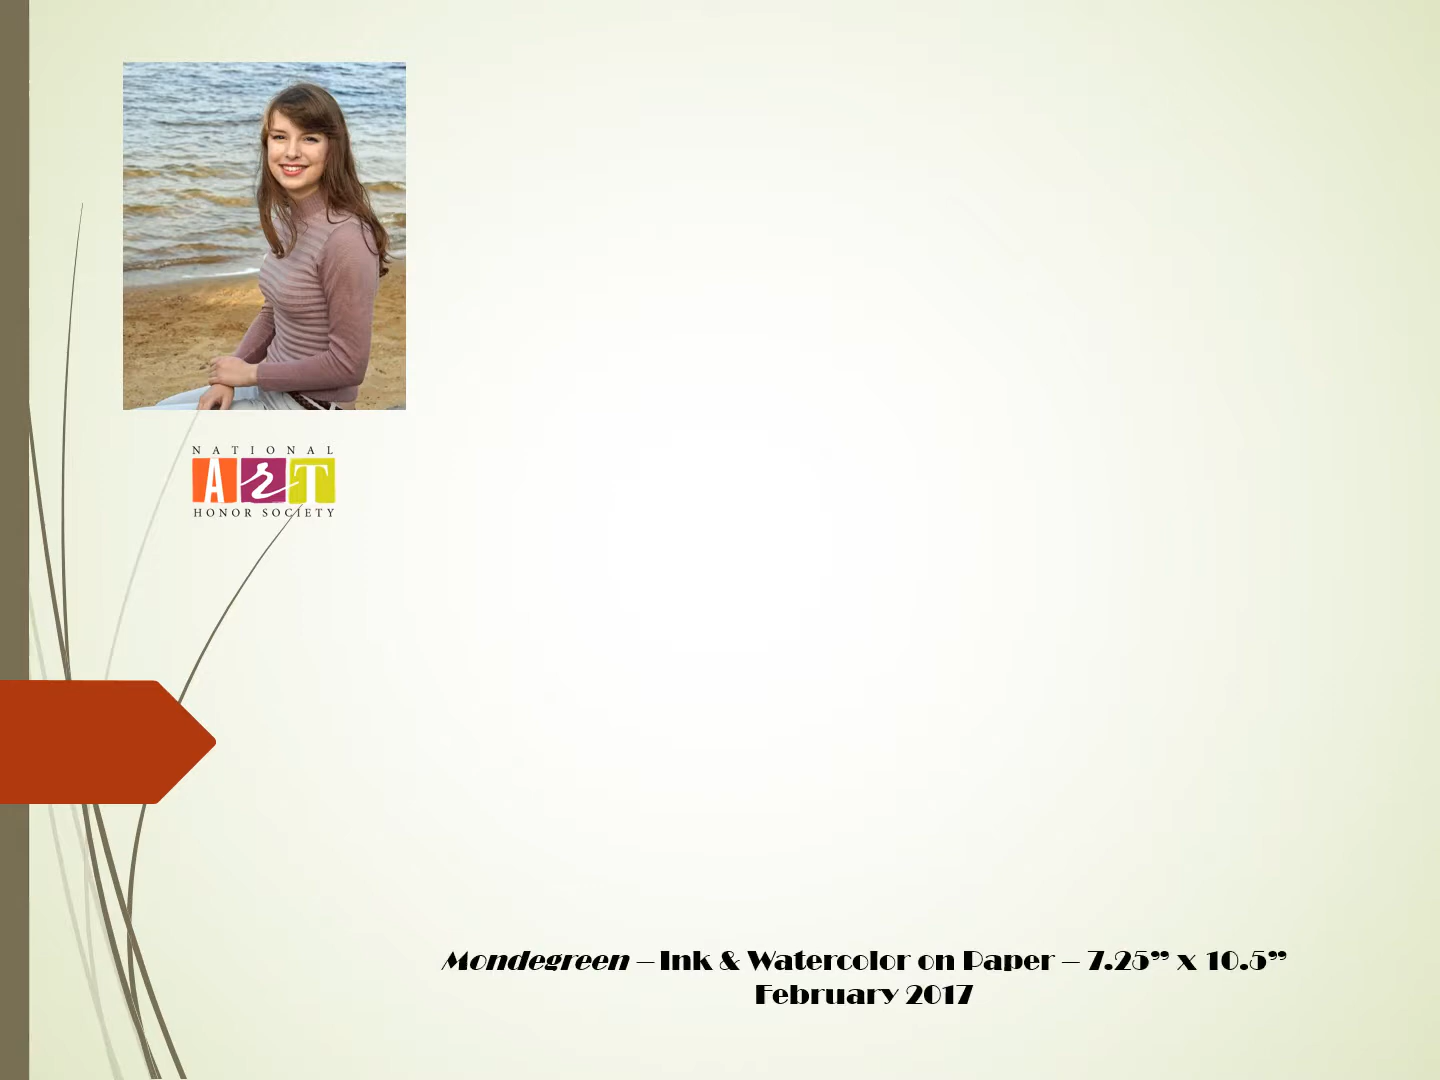 NATIONAL
ArT
HONOR SOCIETY
Mondegreen – Ink & Watercolor on Paper – 7.25” x 10.5”
February 2017